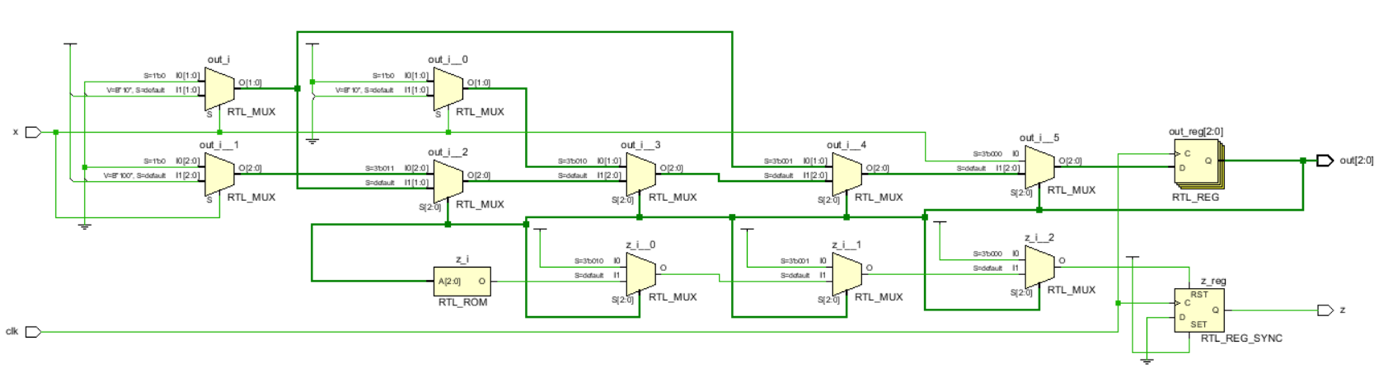 out_i
S=1'b0 I0[1:0]
V=B"10", S=default I1[1:0]
O[1:0]
S
RTL_MUX
out_i__0
S=1'b0 I0[1:0]
V=B"10", S=default I1[1:0]
O[1:0]
S
RTL_MUX
x
out_i__1
S=1'b0 I0[2:0]
V=B"100", S=default I1[2:0]
O[2:0]
S
RTL_MUX
out_i__2
S=3'b011 I0[2:0]
S=default I1[1:0]
O[2:0]
S[2:0]
RTL_MUX
out_i__3
S=3'b010 I0[1:0]
S=default I1[2:0]
O[2:0]
S[2:0]
RTL_MUX
out_i__4
S=3'b001 I0[1:0]
S=default I1[2:0]
O[2:0]
S[2:0]
RTL_MUX
out_i__5
S=3'b000 I0
S=default I1[2:0]
O[2:0]
S[2:0]
RTL_MUX
out_reg[2:0]
C
D
Q
RTL_REG
out[2:0]
z_i
A[2:0] O
RTL_ROM
z_i__0
S=3'b010 I0
S=default I1
O
S[2:0]
RTL_MUX
z_i__1
S=3'b001 I0
S=default I1
O
S[2:0]
RTL_MUX
z_i__2
S=3'b000 I0
S=default I1
O
S[2:0]
RTL_MUX
z_reg
RST
C
D
Q
SET
RTL_REG_SYNC
z
clk